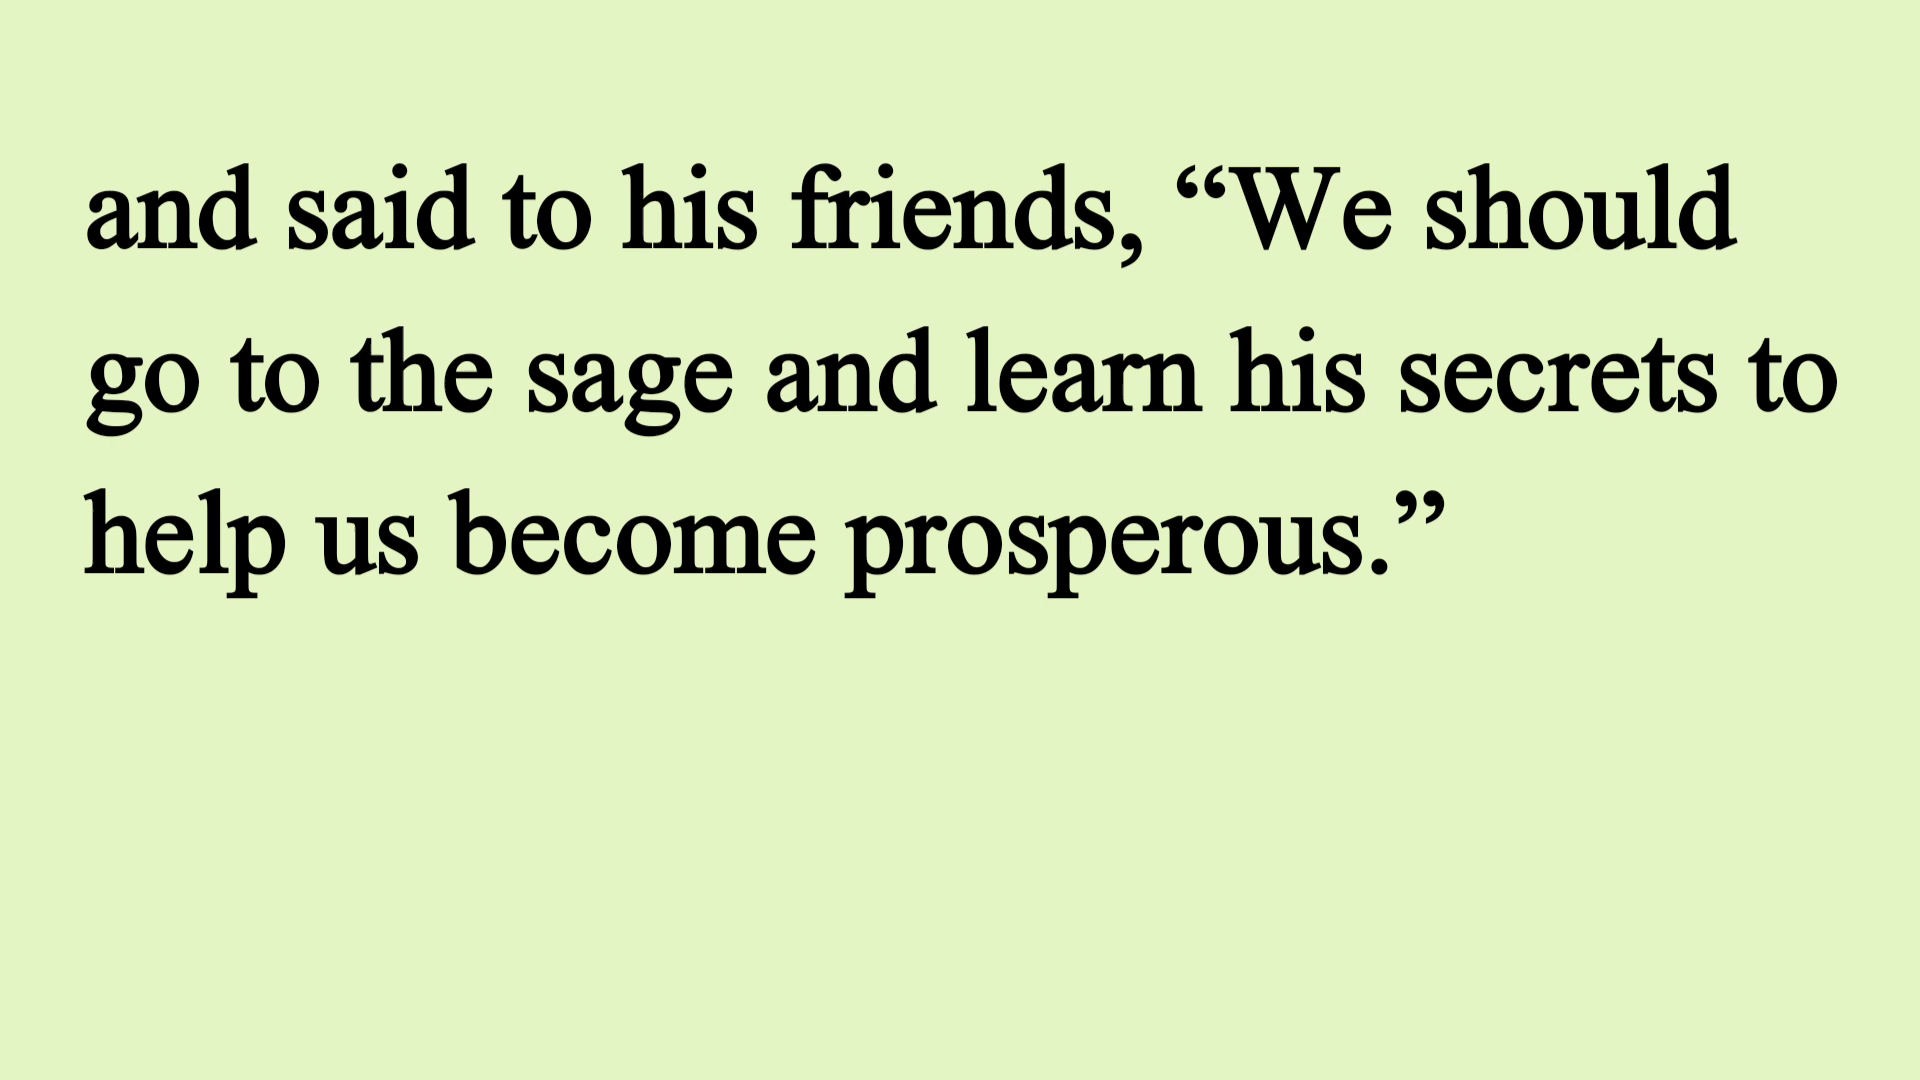 and said to his friends, “We should
go to the sage and learn his secrets to
help us become prosperous.”